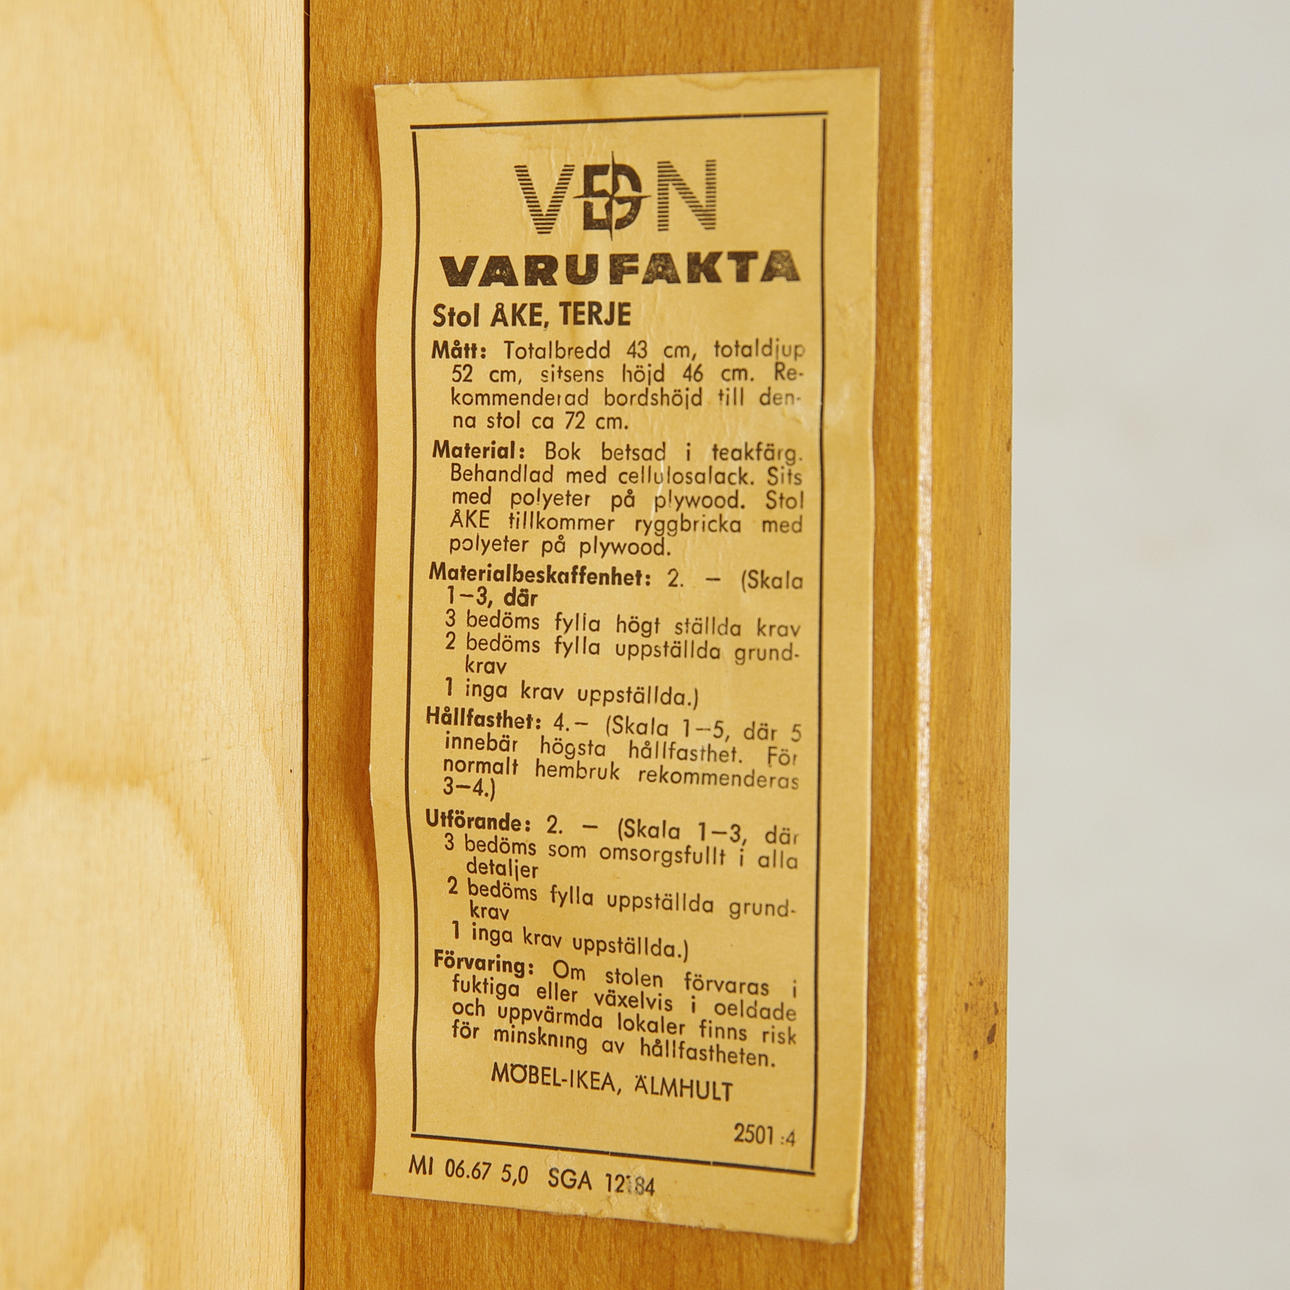 VDN
VARUFAKTA
Stol ÅKE, TERJE
Mått: Totalbredd 43 cm, totaldjup
52 cm, sitsens höjd 46 cm. Re-
kommenderad bordshöjd till den-
na stol ca 72 cm.
Material: Bok betsad i teakfärg.
Behandlad med cellulosalack. Sits
med polyeter på plywood. Stol
ÅKE tillkommer ryggbricka med
polyeter på plywood.
Materialbeskaffenhet: 2. — (Skala
1—3, där
3 bedöms fylla högt ställda krav
2 bedöms fylla uppställda grund-
krav
1 inga krav uppställda.)
Hållfasthet: 4.— (Skala 1—5, där 5
innebär högsta hållfasthet. För
normalt hembruk rekommenderas
3—4.)
Utförande: 2. — (Skala 1—3, där
3 bedöms som omsorgsfullt i alla
detaljer
2 bedöms fylla uppställda grund-
krav
1 inga krav uppställda.)
Förvaring: Om stolen förvaras i
fuktiga eller växelvis i oeldade
och uppvärmda lokaler finns risk
för minskning av hållfastheten.
MÖBEL-IKEA, ÄLMHULT
2501:4
MI 06.67 5,0 SGA 12184